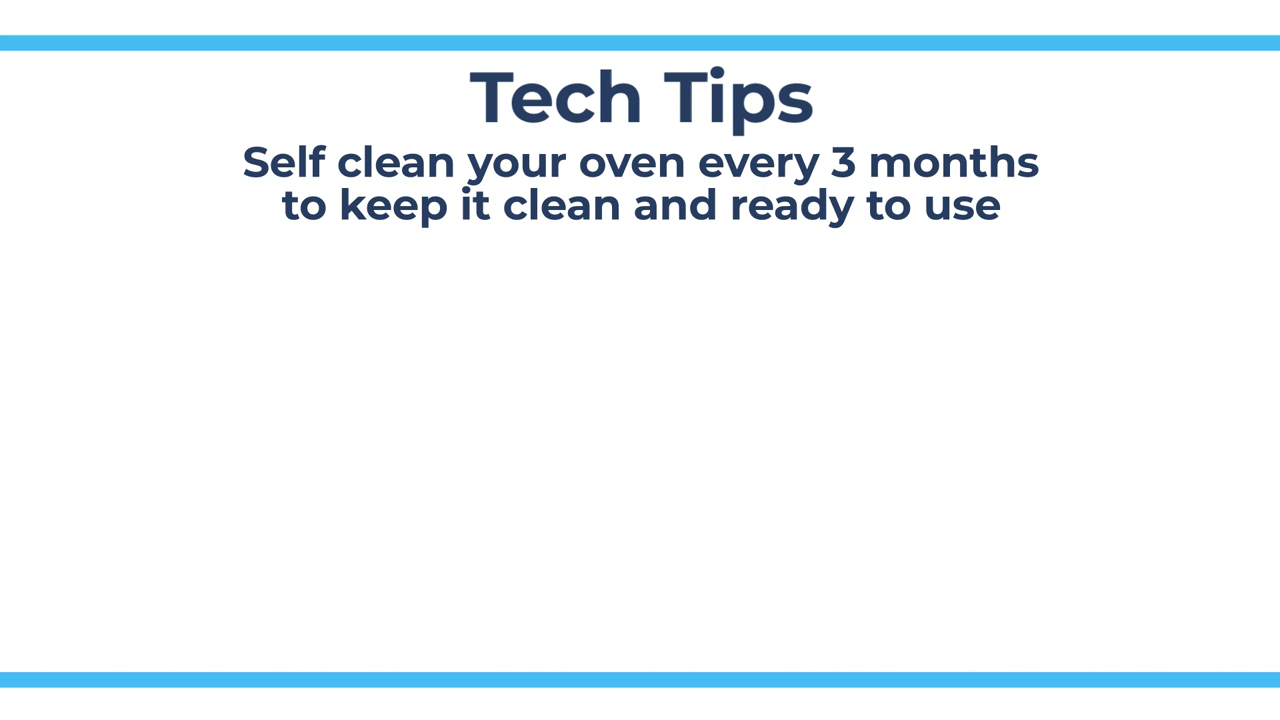 Tech Tips
Self clean your oven every 3 months
to keep it clean and ready to use